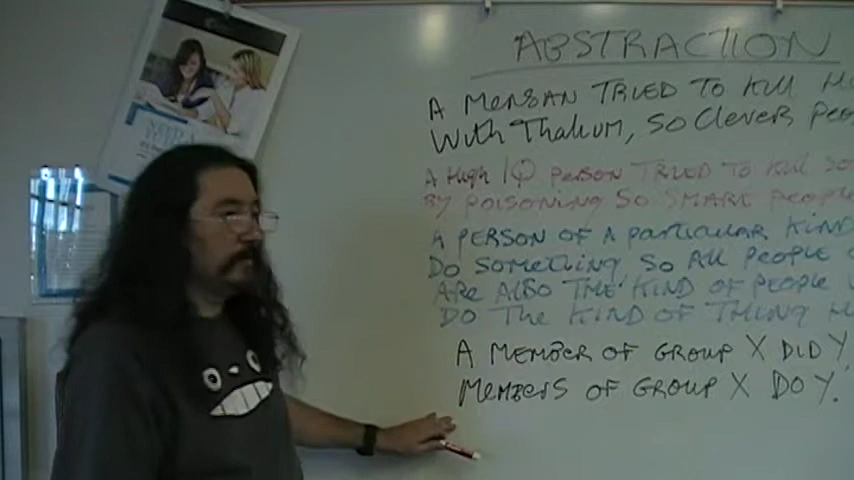 ABSTRACTION
A MENSAN TRIED TO KILL
With Thalium, so clever
A High IQ person TRIED TO KILL
By POISONING SO SMART PEOPLE
A PERSON OF A particular KIND
DO SOMETHING, SO ALL PEOPLE
ARE ALSO THE KIND OF PEOPLE
DO THE KIND OF THING
A MEMBER OF GROUP X DID Y,
MEMBERS OF GROUP X DO Y.